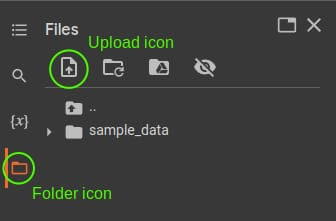 Files
Upload icon
..
sample_data
{x}
Folder icon